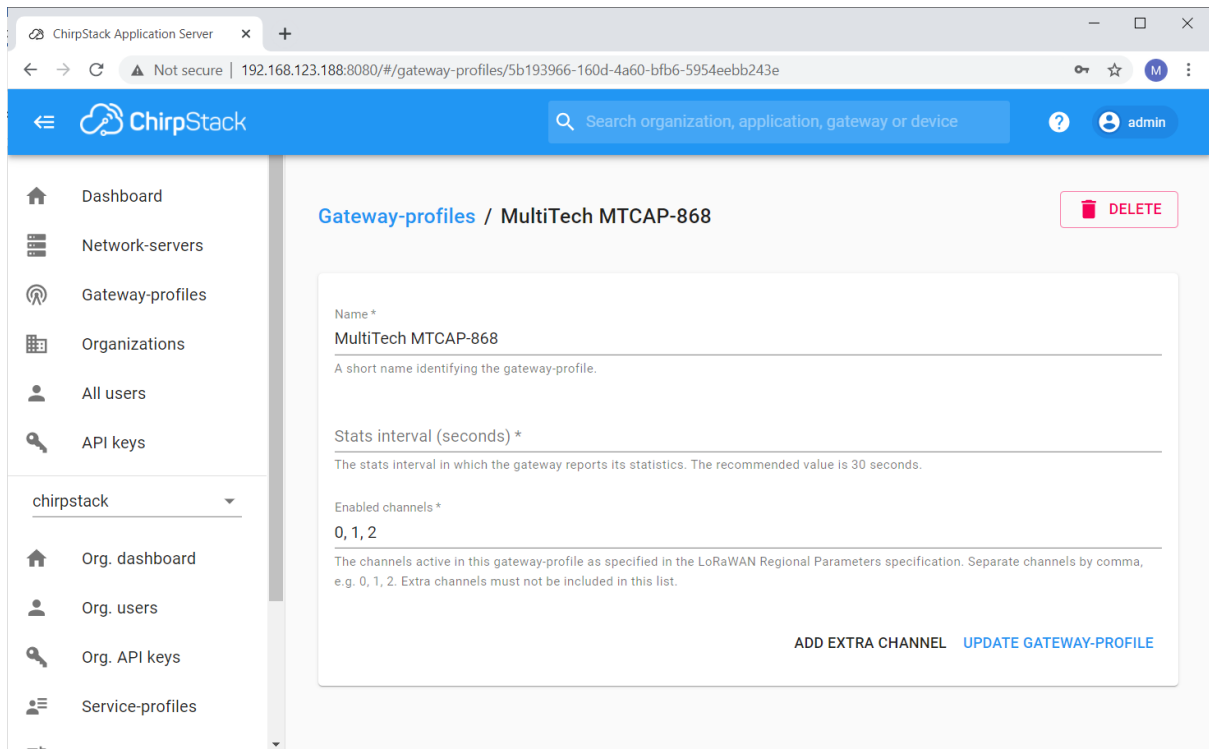 ChirpStack Application Server
Not secure | 192.168.123.188:8080/#/gateway-profiles/5b193966-160d-4a60-bfb6-5954eebb243e
M
ChirpStack
Search organization, application, gateway or device
?
admin
Dashboard
Network-servers
Gateway-profiles
Organizations
All users
API keys
chirpstack
Org. dashboard
Org. users
Org. API keys
Service-profiles
Gateway-profiles / MultiTech MTCAP-868
DELETE
Name *
MultiTech MTCAP-868
A short name identifying the gateway-profile.
Stats interval (seconds) *
The stats interval in which the gateway reports its statistics. The recommended value is 30 seconds.
Enabled channels *
0, 1, 2
The channels active in this gateway-profile as specified in the LoRaWAN Regional Parameters specification. Separate channels by comma,
e.g. 0, 1, 2. Extra channels must not be included in this list.
ADD EXTRA CHANNEL UPDATE GATEWAY-PROFILE